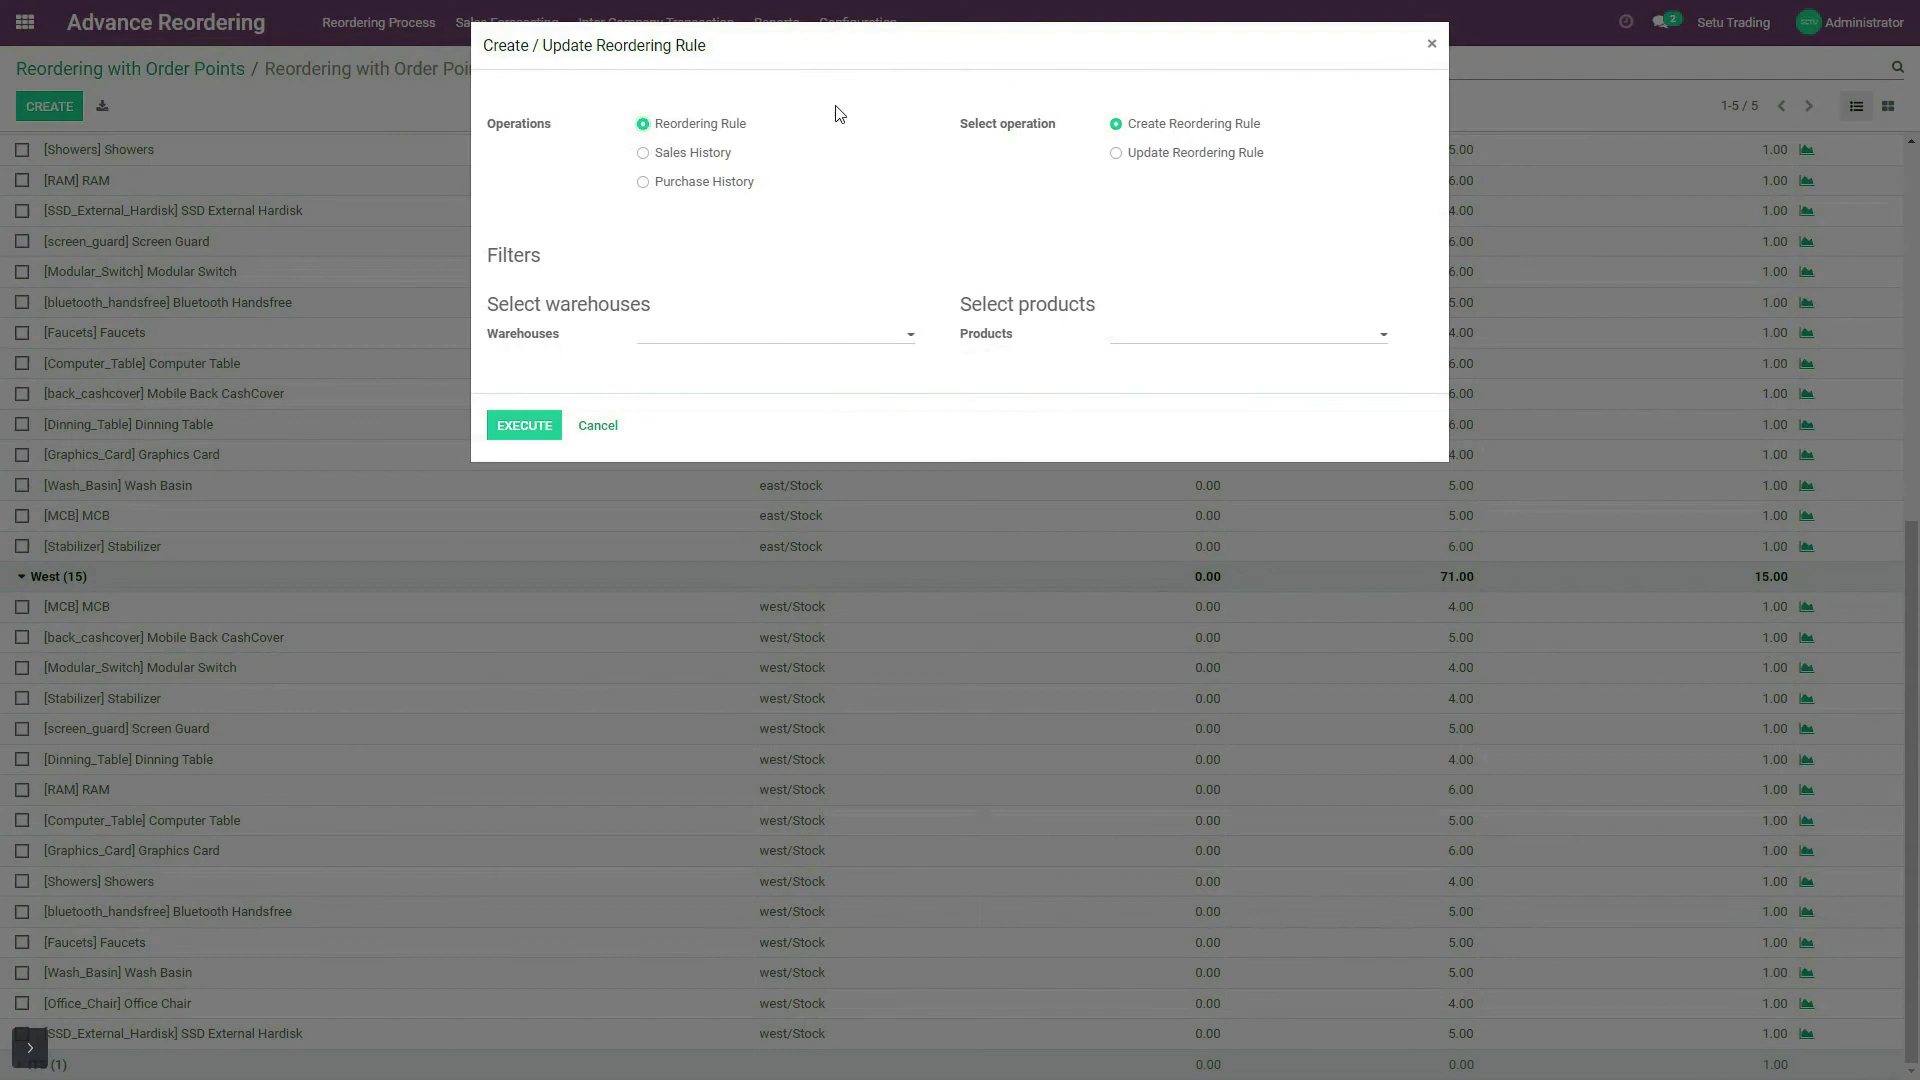 Advance Reordering Reordering Process Sales Forecasting Inter Company Transaction Reports Configuration 2 Setu Trading Administrator
Create / Update Reordering Rule ×
Reordering with Order Points / Reordering with Order Poi
CREATE 1-5 / 5
Operations Reordering Rule Select operation Create Reordering Rule
Sales History Update Reordering Rule
Purchase History
Filters
Select warehouses Select products
Warehouses Products
EXECUTE Cancel
[Showers] Showers 5.00 1.00
[RAM] RAM 6.00 1.00
[SSD_External_Hardisk] SSD External Hardisk 4.00 1.00
[screen_guard] Screen Guard 6.00 1.00
[Modular_Switch] Modular Switch 6.00 1.00
[bluetooth_handsfree] Bluetooth Handsfree 5.00 1.00
[Faucets] Faucets 4.00 1.00
[Computer_Table] Computer Table 6.00 1.00
[back_cashcover] Mobile Back CashCover 6.00 1.00
[Dinning_Table] Dinning Table 6.00 1.00
[Graphics_Card] Graphics Card 4.00 1.00
[Wash_Basin] Wash Basin east/Stock 0.00 5.00 1.00
[MCB] MCB east/Stock 0.00 5.00 1.00
[Stabilizer] Stabilizer east/Stock 0.00 6.00 1.00
West (15) 0.00 71.00 15.00
[MCB] MCB west/Stock 0.00 4.00 1.00
[back_cashcover] Mobile Back CashCover west/Stock 0.00 5.00 1.00
[Modular_Switch] Modular Switch west/Stock 0.00 4.00 1.00
[Stabilizer] Stabilizer west/Stock 0.00 4.00 1.00
[screen_guard] Screen Guard west/Stock 0.00 5.00 1.00
[Dinning_Table] Dinning Table west/Stock 0.00 4.00 1.00
[RAM] RAM west/Stock 0.00 6.00 1.00
[Computer_Table] Computer Table west/Stock 0.00 5.00 1.00
[Graphics_Card] Graphics Card west/Stock 0.00 6.00 1.00
[Showers] Showers west/Stock 0.00 4.00 1.00
[bluetooth_handsfree] Bluetooth Handsfree west/Stock 0.00 5.00 1.00
[Faucets] Faucets west/Stock 0.00 5.00 1.00
[Wash_Basin] Wash Basin west/Stock 0.00 5.00 1.00
[Office_Chair] Office Chair west/Stock 0.00 4.00 1.00
[SSD_External_Hardisk] SSD External Hardisk west/Stock 0.00 5.00 1.00
(1) 0.00 0.00 1.00